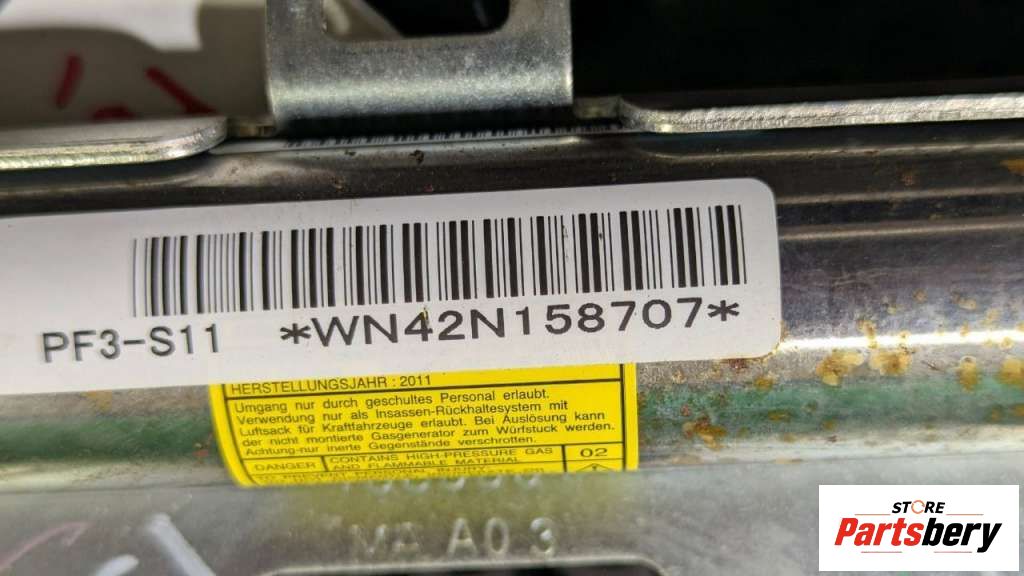 PF3-S11 *WN42N158707*
HERSTELLUNGSJAHR : 2011
Umgang nur durch geschultes Personal erlaubt.
Verwendung nur als Insassen-Rückhaltesystem mit
Luftsack für Kraftfahrzeuge erlaubt. Bei Auslösung kann
der nicht montierte Gasgenerator zum Würfstuck werden.
Achtung-nur inerte Gegenstände verschrotten.
DANGER CONTAINS HIGH-PRESSURE GAS 02
AND FLAMMABLE MATERIAL
MA A0 3
STORE
Partsbery